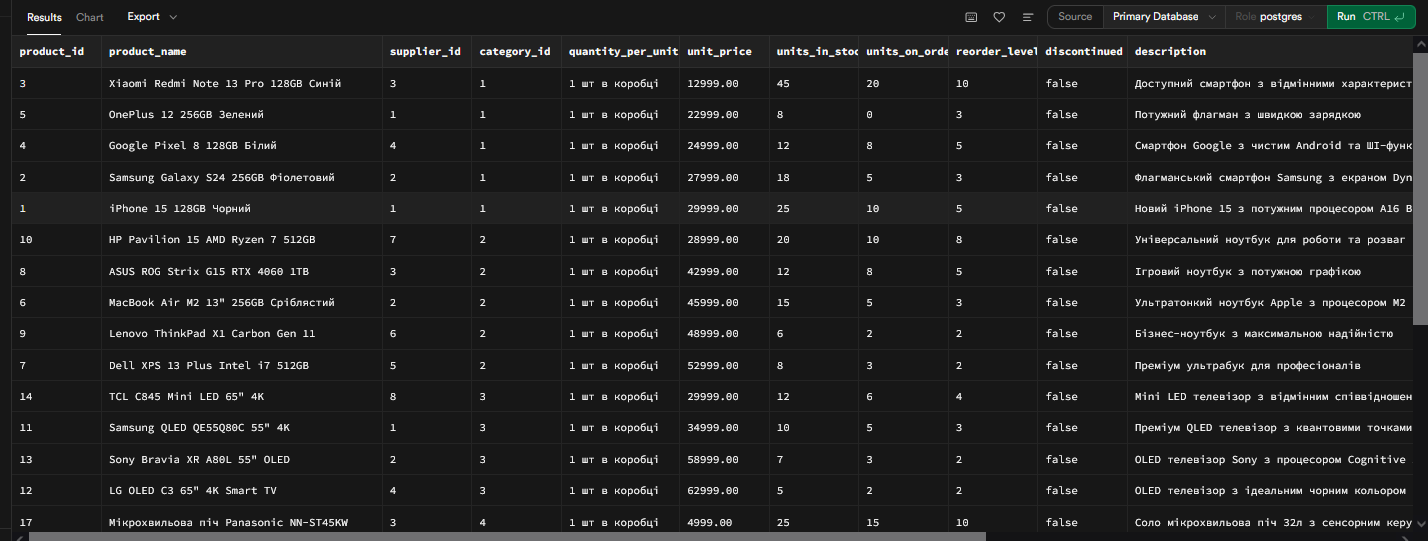 Results Chart Export Source Primary Database Role postgres Run CTRL
product_id product_name supplier_id category_id quantity_per_unit unit_price units_in_stoc units_on_orde reorder_level discontinued description
3 Xiaomi Redmi Note 13 Pro 128GB Синій 3 1 1 шт в коробці 12999.00 45 20 10 false Доступний смартфон з відмінними характерист
5 OnePlus 12 256GB Зелений 1 1 1 шт в коробці 22999.00 8 0 3 false Потужний флагман з швидкою зарядкою
4 Google Pixel 8 128GB Білий 4 1 1 шт в коробці 24999.00 12 8 5 false Смартфон Google з чистим Android та ШІ-функ
2 Samsung Galaxy S24 256GB Фіолетовий 2 1 1 шт в коробці 27999.00 18 5 3 false Флагманський смартфон Samsung з екраном Dyn
1 iPhone 15 128GB Чорний 1 1 1 шт в коробці 29999.00 25 10 5 false Новий iPhone 15 з потужним процесором A16 B
10 HP Pavilion 15 AMD Ryzen 7 512GB 7 2 1 шт в коробці 28999.00 20 10 8 false Універсальний ноутбук для роботи та розваг
8 ASUS ROG Strix G15 RTX 4060 1TB 3 2 1 шт в коробці 42999.00 12 8 5 false Ігровий ноутбук з потужною графікою
6 MacBook Air M2 13" 256GB Сріблястий 2 2 1 шт в коробці 45999.00 15 5 3 false Ультратонкий ноутбук Apple з процесором M2
9 Lenovo ThinkPad X1 Carbon Gen 11 6 2 1 шт в коробці 48999.00 6 2 2 false Бізнес-ноутбук з максимальною надійністю
7 Dell XPS 13 Plus Intel i7 512GB 5 2 1 шт в коробці 52999.00 8 3 2 false Преміум ультрабук для професіоналів
14 TCL C845 Mini LED 65" 4K 8 3 1 шт в коробці 29999.00 12 6 4 false Mini LED телевізор з відмінним співвідношен
11 Samsung QLED QE55Q80C 55" 4K 1 3 1 шт в коробці 34999.00 10 5 3 false Преміум QLED телевізор з квантовими точками
13 Sony Bravia XR A80L 55" OLED 2 3 1 шт в коробці 58999.00 7 3 2 false OLED телевізор Sony з процесором Cognitive
12 LG OLED C3 65" 4K Smart TV 4 3 1 шт в коробці 62999.00 5 2 2 false OLED телевізор з ідеальним чорним кольором
17 Мікрохвильова піч Panasonic NN-ST45KW 3 4 1 шт в коробці 4999.00 25 15 10 false Соло мікрохвильова піч 32л з сенсорним керу